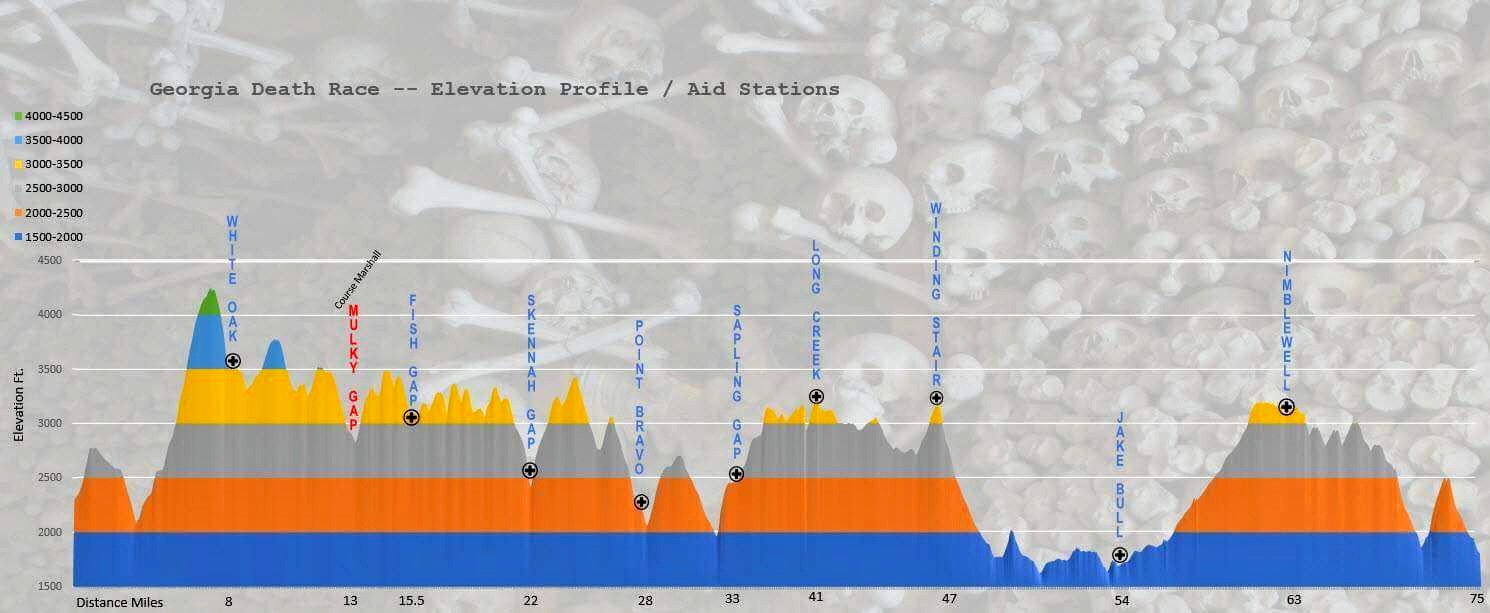 Georgia Death Race -- Elevation Profile / Aid Stations
4000-4500
3500-4000
3000-3500
2500-3000
2000-2500
1500-2000
4500
4000
3500
3000
2500
2000
1500
Elevation Ft.
WHITE OAK
Course Marshall
MULKY GAP
FISH GAP
SKENNAH GAP
POINT BRAVO
SAPLING GAP
LONG CREEK
WINDING STAIR
JAKE BULL
NIMBLEWELL
Distance Miles 8 13 15.5 22 28 33 41 47 54 63 75